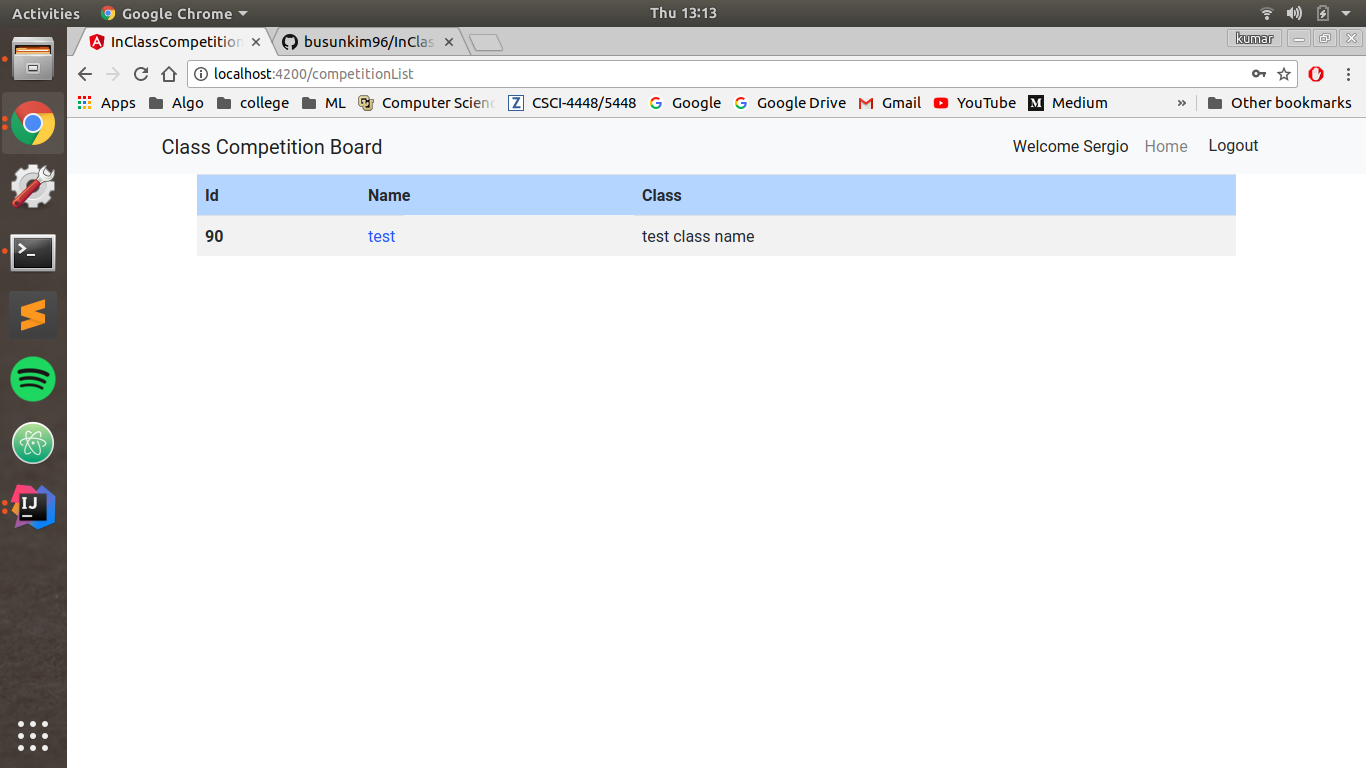 Activities Google Chrome Thu 13:13
InClassCompetition busunkim96/InClas kumar
localhost:4200/competitionList
Apps Algo college ML Computer Scien CSCI-4448/5448 Google Google Drive Gmail YouTube Medium » Other bookmarks
Class Competition Board Welcome Sergio Home Logout
Id Name Class
90 test test class name
IJ